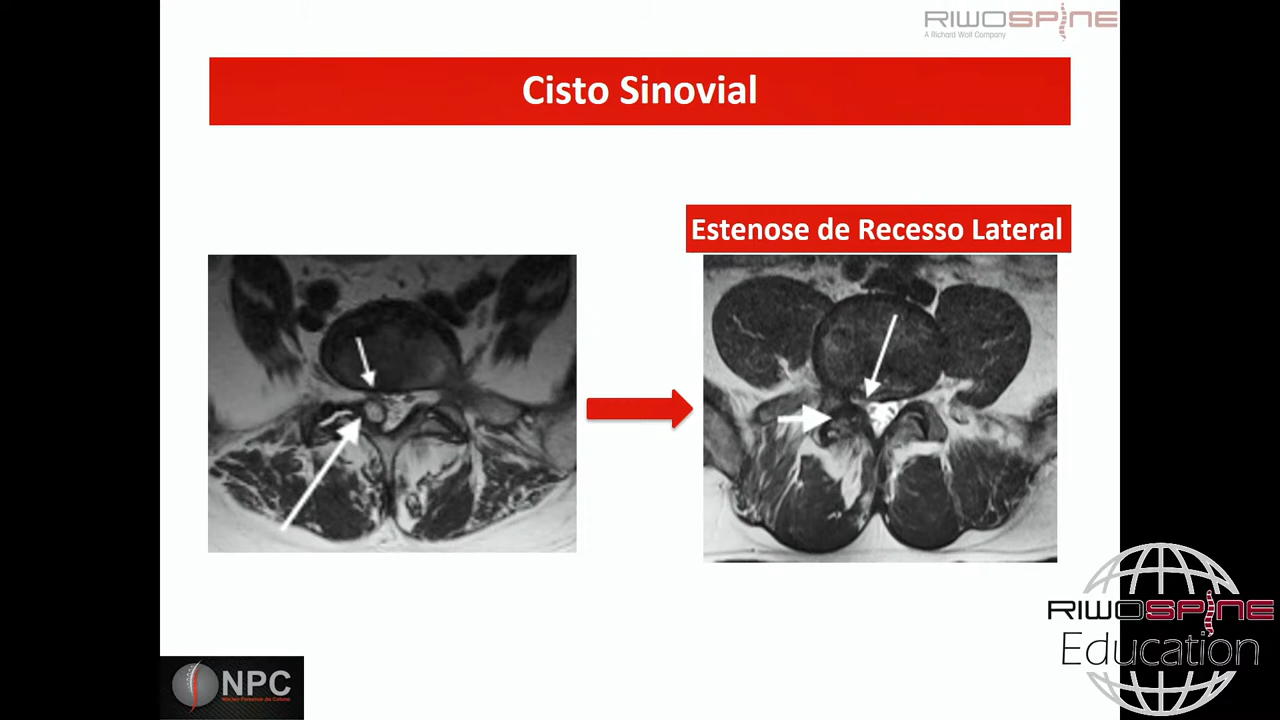 RIWOSPINE
A Richard Wolf Company
Cisto Sinovial
Estenose de Recesso Lateral
RIWOSPINE
Education
NPC